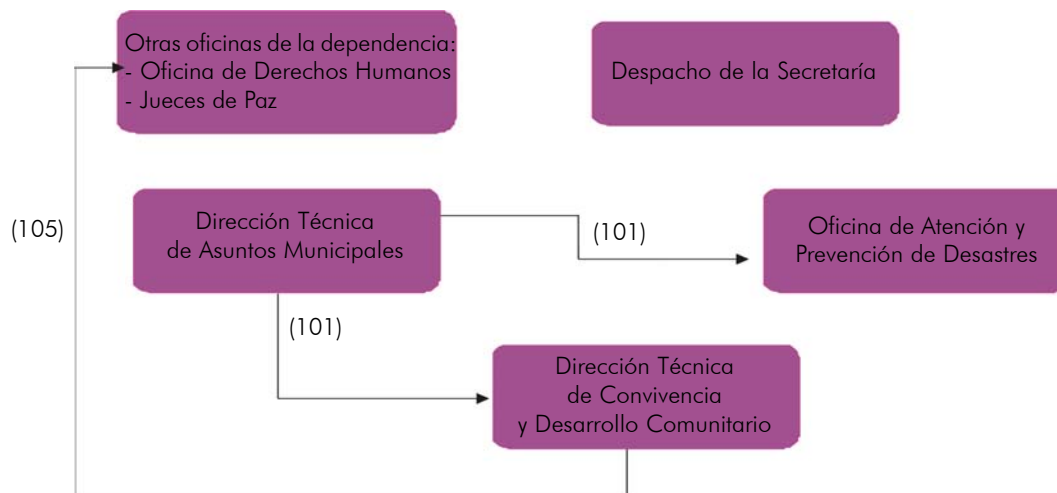 Otras oficinas de la dependencia:
- Oficina de Derechos Humanos
- Jueces de Paz
Despacho de la Secretaría
(105)
Dirección Técnica
de Asuntos Municipales
(101)
Oficina de Atención y
Prevención de Desastres
(101)
Dirección Técnica
de Convivencia
y Desarrollo Comunitario